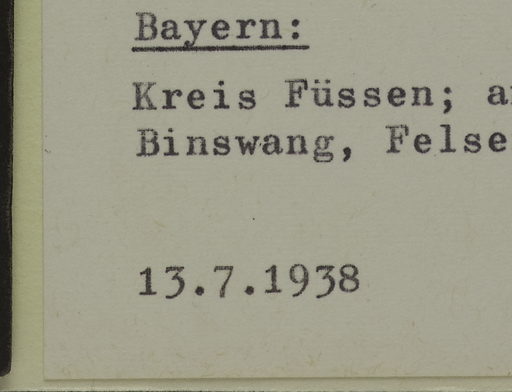 Bayern:
Kreis Füssen; a
Binswang, Felse
13.7.1938